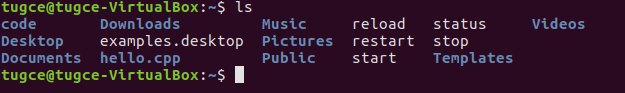 tugce@tugce-VirtualBox:~$ ls
code Downloads Music reload status Videos
Desktop examples.desktop Pictures restart stop
Documents hello.cpp Public start Templates
tugce@tugce-VirtualBox:~$